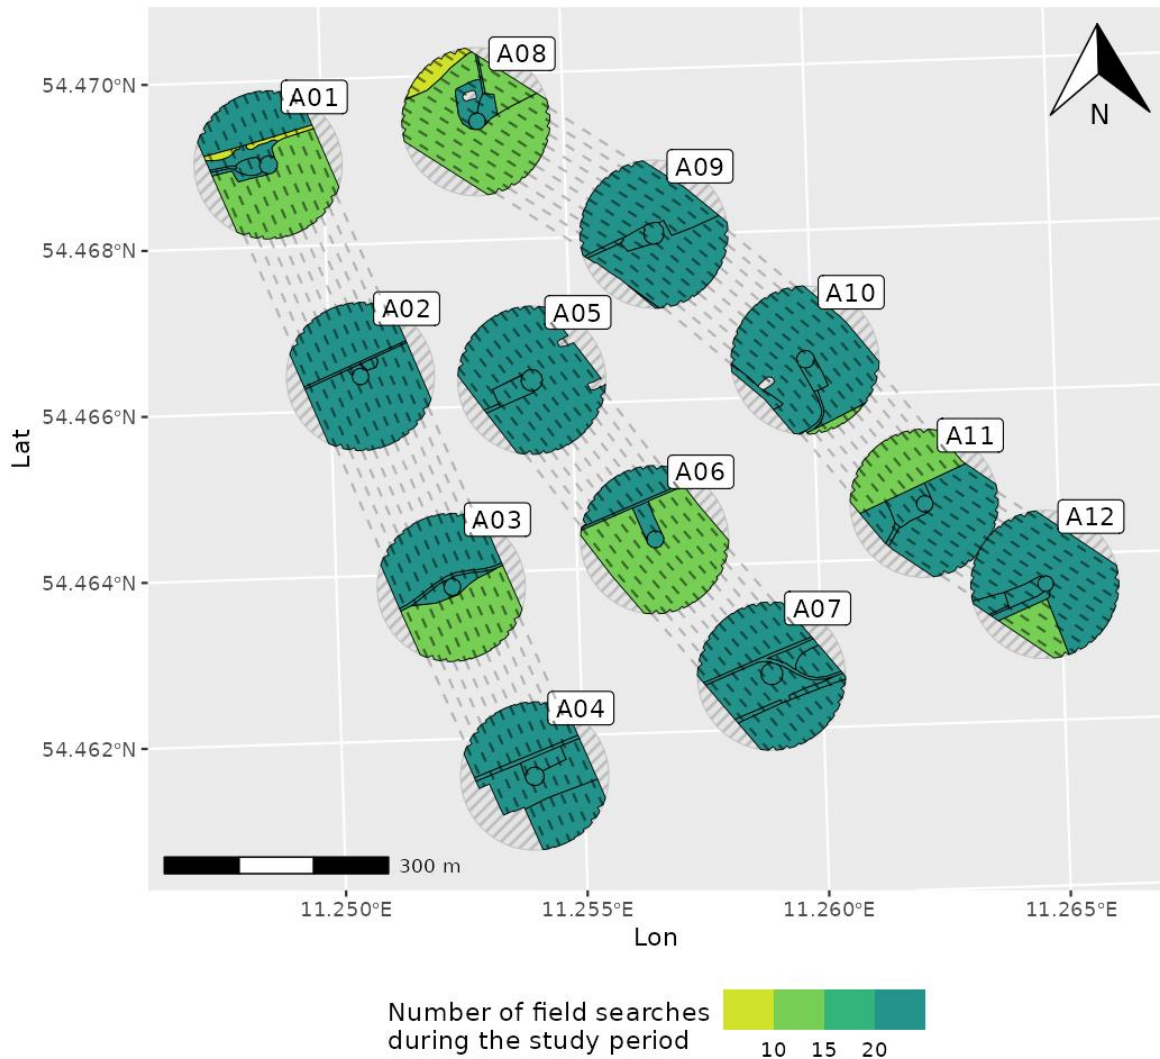 A08
A01
54.470°N
N
A09
54.468°N
A10
A02
A05
54.466°N
A11
A06
A03
A12
54.464°N
A07
A04
54.462°N
Lat
300 m
11.250°E
11.255°E
11.260°E
11.265°E
Lon
Number of field searches
during the study period
10
15
20